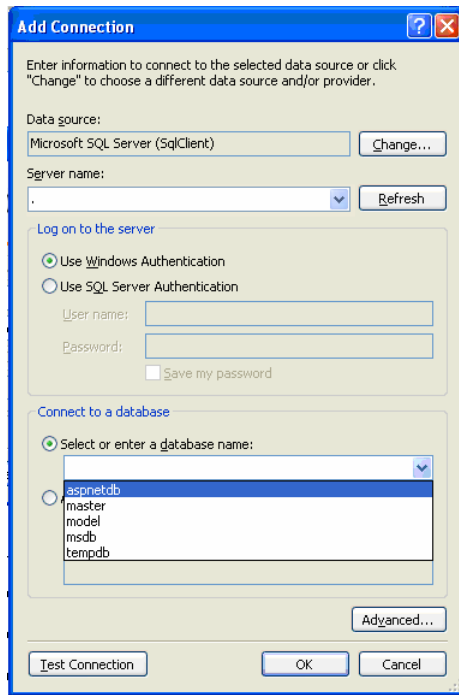 Add Connection
Enter information to connect to the selected data source or click
"Change" to choose a different data source and/or provider.
Data source:
Microsoft SQL Server (SqlClient)
Change...
Server name:
.
Refresh
Log on to the server
Use Windows Authentication
Use SQL Server Authentication
User name:
Password:
Save my password
Connect to a database
Select or enter a database name:
aspnetdb
master
model
msdb
tempdb
Advanced...
Test Connection
OK
Cancel